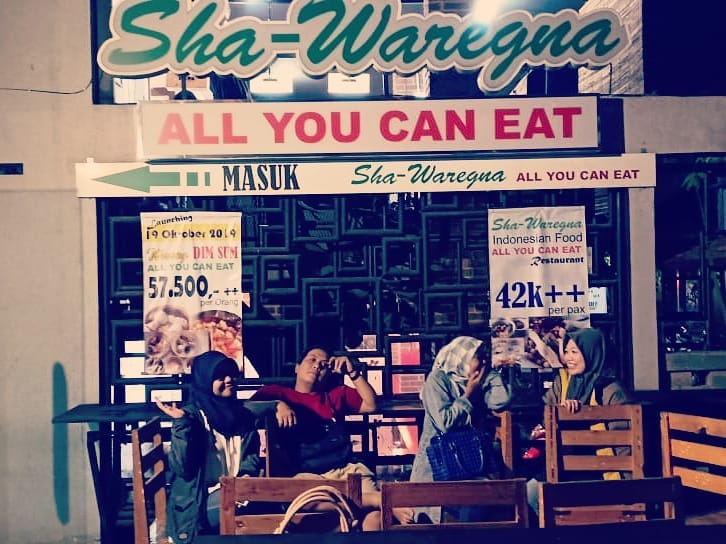 Sha-Waregna
ALL YOU CAN EAT
MASUK Sha-Waregna ALL YOU CAN EAT
Launching
19 Oktober 2019
DIM SUM
ALL YOU CAN EAT
57.500,- ++
per Orang
Sha-Waregna
Indonesian Food
ALL YOU CAN EAT
Restaurant
42k++
per pax